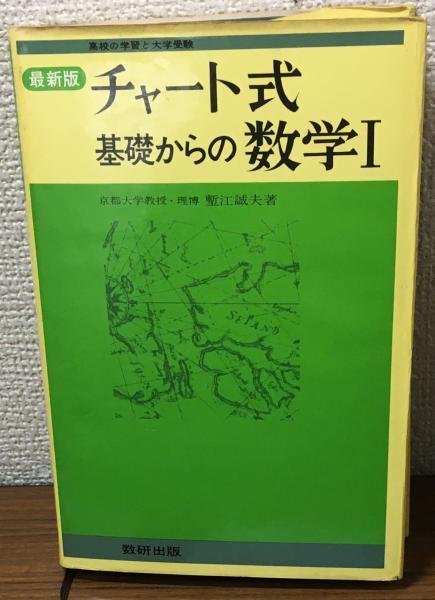 高校の学習と大学受験
最新版
チャート式
基礎からの数学I
京都大学教授・理博 塹江誠夫著
SEIAND
数研出版